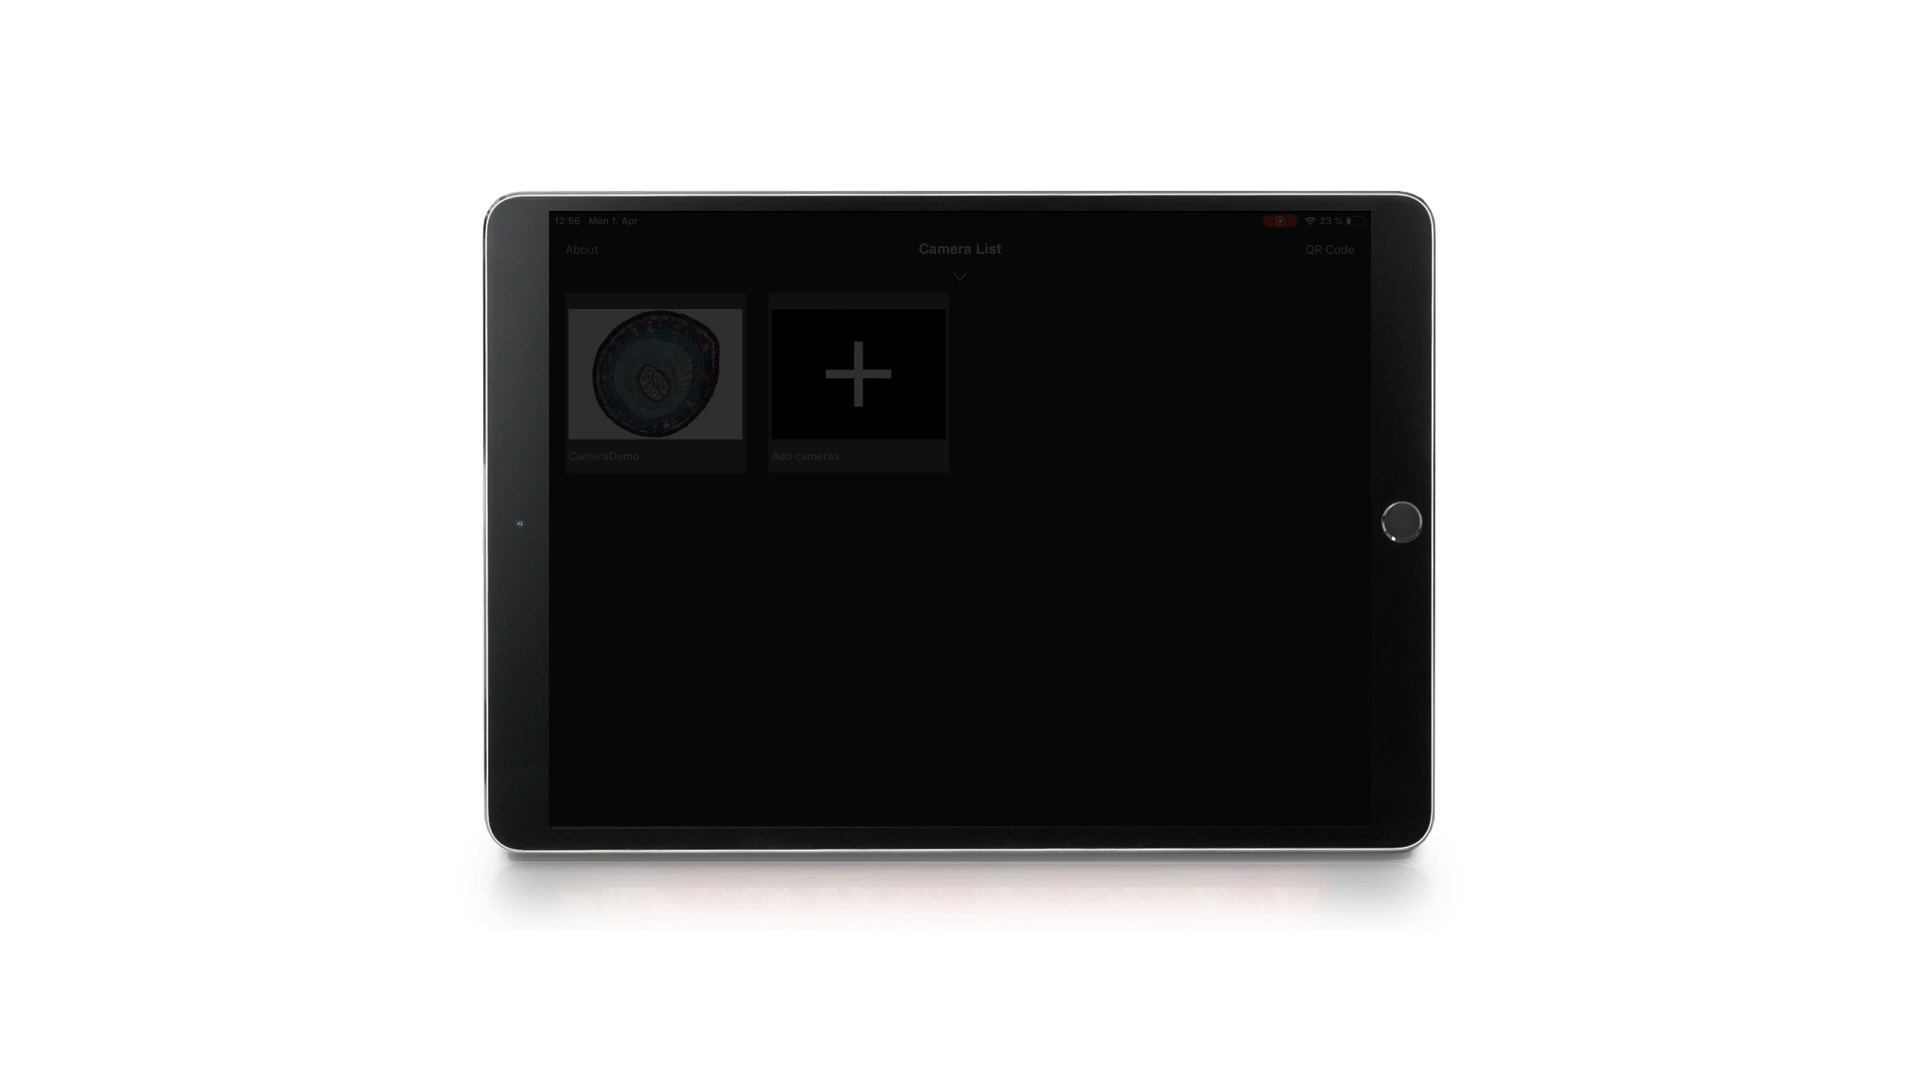 12:56 Mon 1. Apr
23 %
About
Camera List
QR Code
CameraDemo
Add cameras